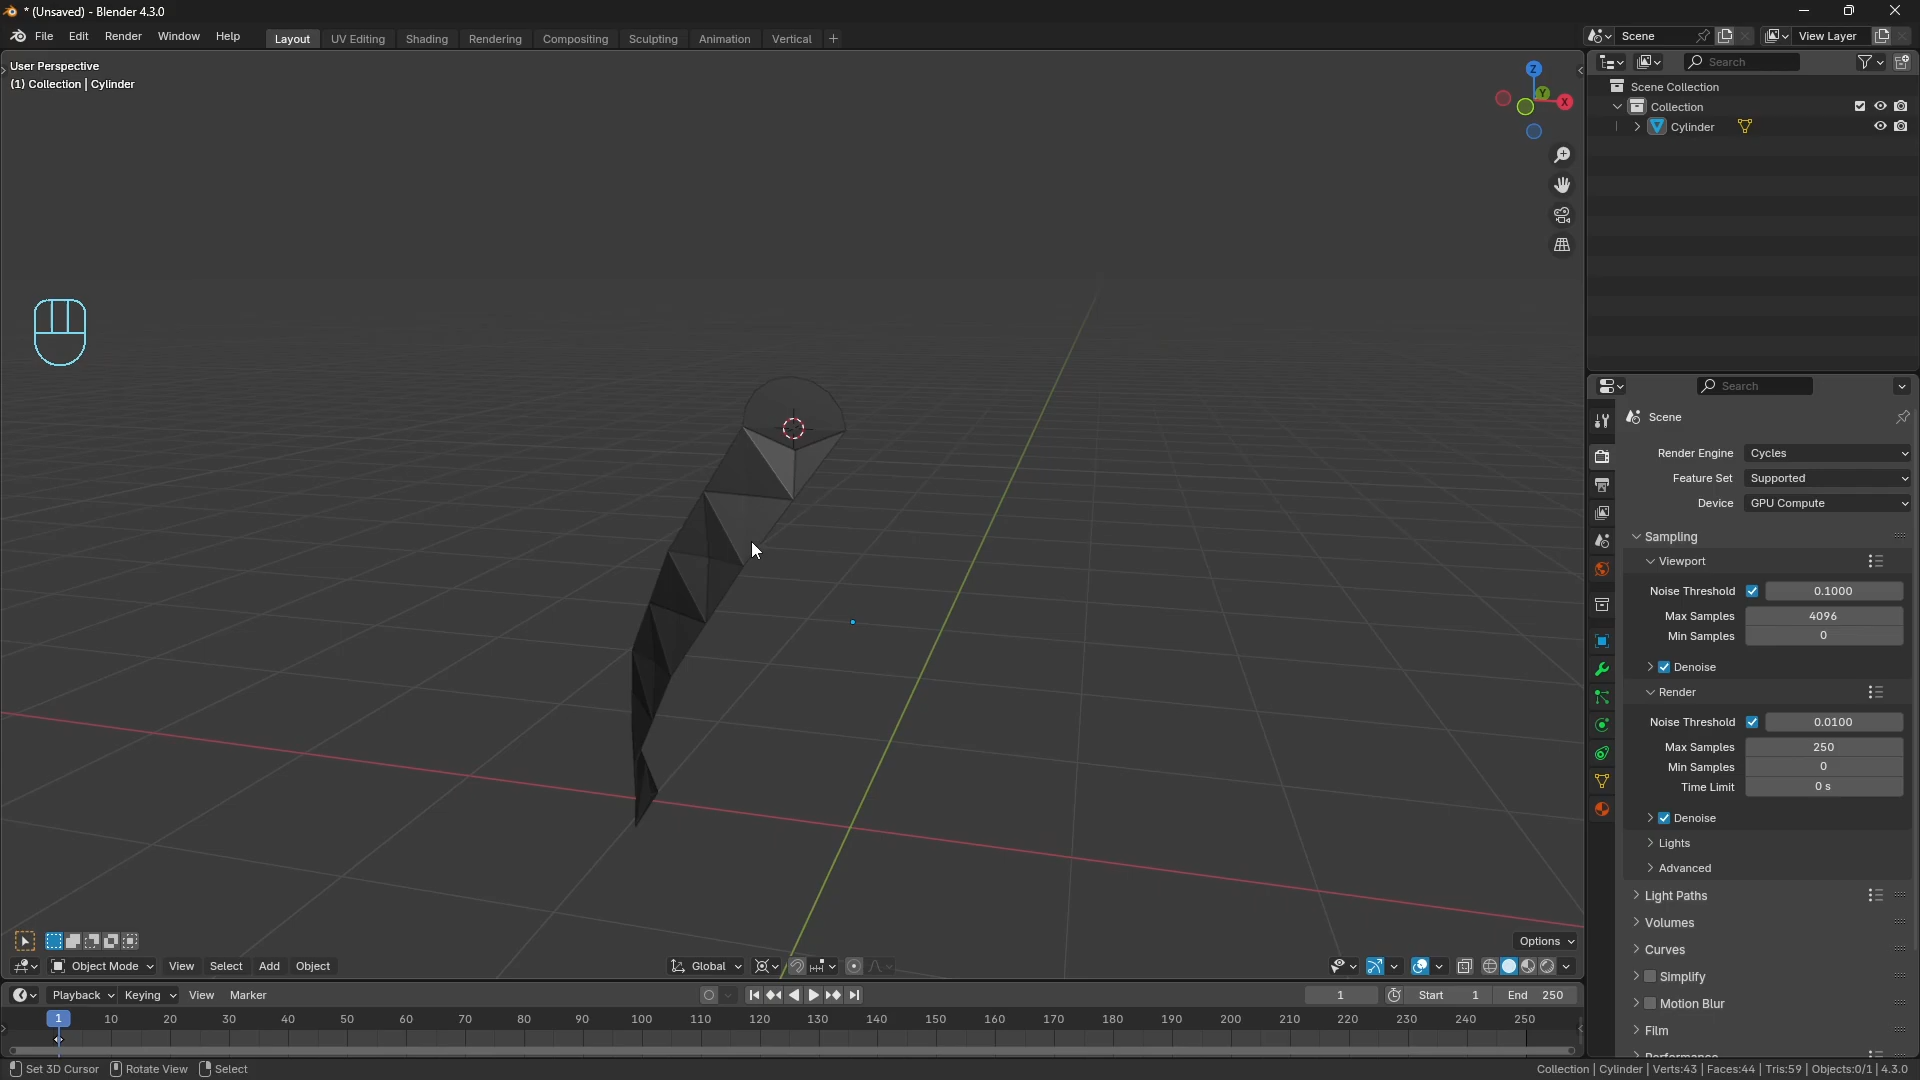 * (Unsaved) - Blender 4.3.0
File Edit Render Window Help Layout UV Editing Shading Rendering Compositing Sculpting Animation Vertical + Scene View Layer
User Perspective
(1) Collection | Cylinder
Z
Y
X
Search
Scene Collection
Collection
Cylinder
Search
Scene
Render Engine Cycles
Feature Set Supported
Device GPU Compute
Sampling
Viewport
Noise Threshold 0.1000
Max Samples 4096
Min Samples 0
Denoise
Render
Noise Threshold 0.0100
Max Samples 250
Min Samples 0
Time Limit 0 s
Denoise
Lights
Advanced
Light Paths
Volumes
Curves
Simplify
Motion Blur
Film
Performance
Options
Object Mode View Select Add Object Global
Playback Keying View Marker 1 Start 1 End 250
1 10 20 30 40 50 60 70 80 90 100 110 120 130 140 150 160 170 180 190 200 210 220 230 240 250
Set 3D Cursor Rotate View Select Collection | Cylinder | Verts:43 | Faces:44 | Tris:59 | Objects:0/1 | 4.3.0